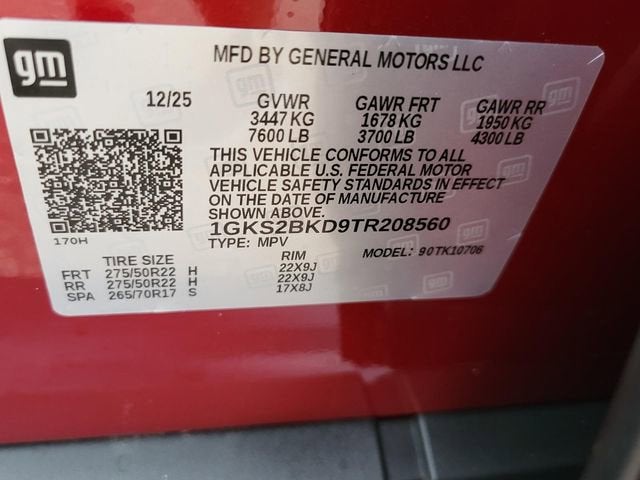 gm
MFD BY GENERAL MOTORS LLC
12/25 GVWR GAWR FRT GAWR RR
3447 KG 1678 KG 1950 KG
7600 LB 3700 LB 4300 LB
THIS VEHICLE CONFORMS TO ALL
APPLICABLE U.S. FEDERAL MOTOR
VEHICLE SAFETY STANDARDS IN EFFECT
ON THE DATE OF MANUFACTURE
SHOWN ABOVE.
170H
1GKS2BKD9TR208560
TYPE: MPV MODEL: 90TK10706
TIRE SIZE RIM
FRT 275/50R22 H 22X9J
RR 275/50R22 H 22X9J
SPA 265/70R17 S 17X8J